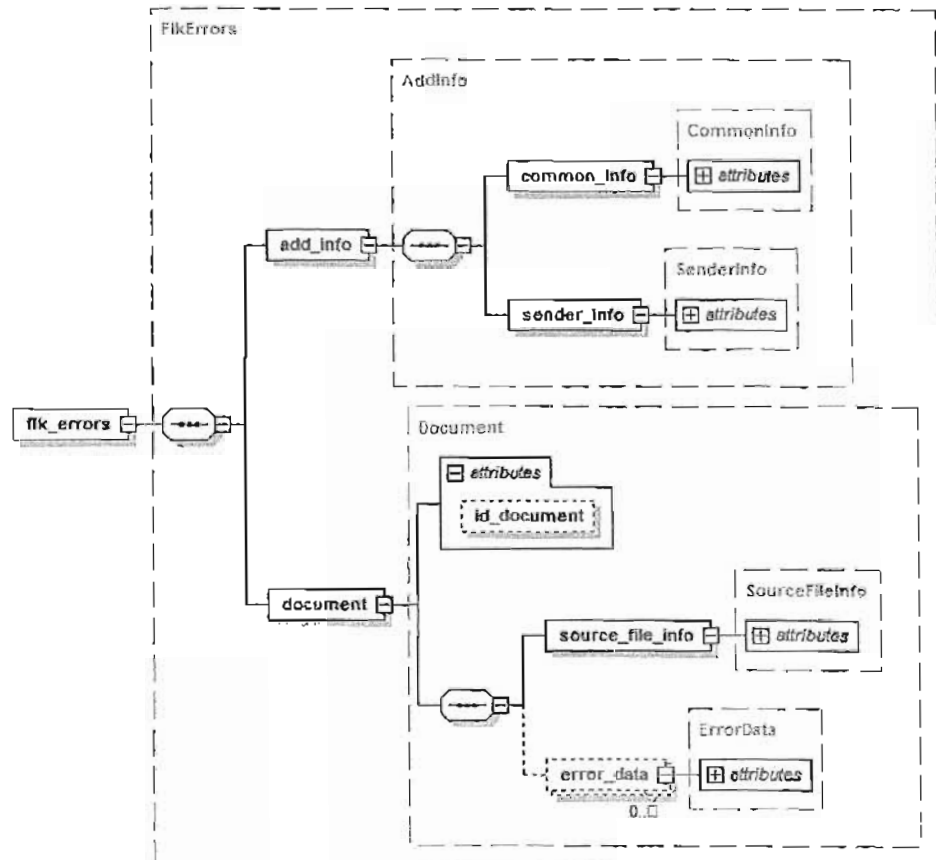 FlkErrors
AddInfo
CommonInfo
common_info
attributes
add_info
SenderInfo
sender_info
attributes
flk_errors
Document
attributes
id_document
document
SourceFileInfo
source_file_info
attributes
ErrorData
error_data
attributes
0..